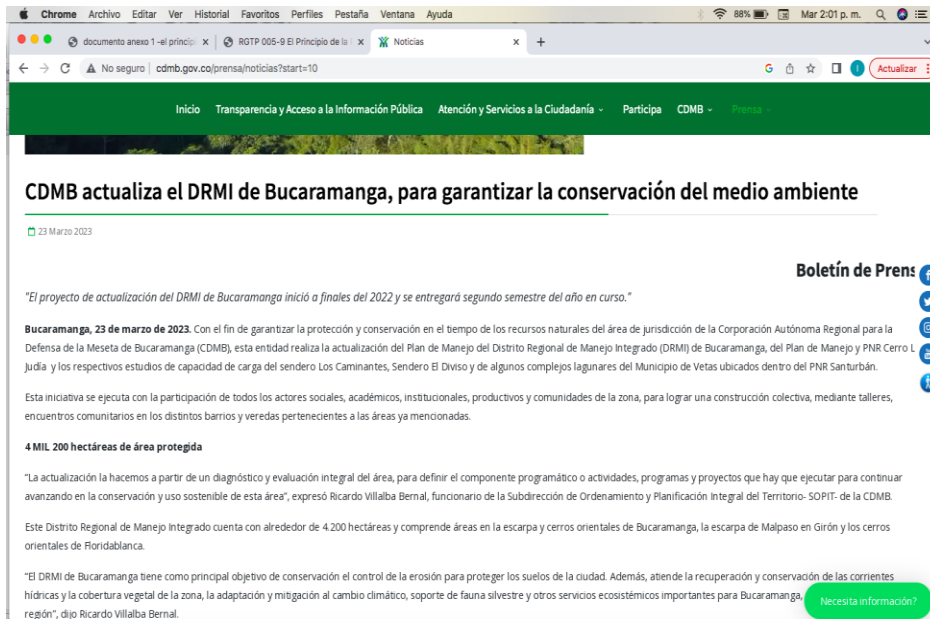 Chrome Archivo Editar Ver Historial Favoritos Perfiles Pestaña Ventana Ayuda 88% Mar 2:01 p. m.
documento anexo 1 -el princip x RGTP 005-9 El Principio de la x Noticias x +
No seguro cdmb.gov.co/prensa/noticias?start=10 Actualizar
Inicio Transparencia y Acceso a la Información Pública Atención y Servicios a la Ciudadanía Participa CDMB Prensa
CDMB actualiza el DRMI de Bucaramanga, para garantizar la conservación del medio ambiente
23 Marzo 2023
Boletín de Prens
"El proyecto de actualización del DRMI de Bucaramanga inició a finales del 2022 y se entregará segundo semestre del año en curso."
Bucaramanga, 23 de marzo de 2023. Con el fin de garantizar la protección y conservación en el tiempo de los recursos naturales del área de jurisdicción de la Corporación Autónoma Regional para la
Defensa de la Meseta de Bucaramanga (CDMB), esta entidad realiza la actualización del Plan de Manejo del Distrito Regional de Manejo Integrado (DRMI) de Bucaramanga, del Plan de Manejo y PNR Cerro L
Judía y los respectivos estudios de capacidad de carga del sendero Los Caminantes, Sendero El Diviso y de algunos complejos lagunares del Municipio de Vetas ubicados dentro del PNR Santurbán.
Esta iniciativa se ejecuta con la participación de todos los actores sociales, académicos, institucionales, productivos y comunidades de la zona, para lograr una construcción colectiva, mediante talleres,
encuentros comunitarios en los distintos barrios y veredas pertenecientes a las áreas ya mencionadas.
4 MIL 200 hectáreas de área protegida
“La actualización la hacemos a partir de un diagnóstico y evaluación integral del área, para definir el componente programático o actividades, programas y proyectos que hay que ejecutar para continuar
avanzando en la conservación y uso sostenible de esta área”, expresó Ricardo Villalba Bernal, funcionario de la Subdirección de Ordenamiento y Planificación Integral del Territorio- SOPIT- de la CDMB.
Este Distrito Regional de Manejo Integrado cuenta con alrededor de 4.200 hectáreas y comprende áreas en la escarpa y cerros orientales de Bucaramanga, la escarpa de Malpaso en Girón y los cerros
orientales de Floridablanca.
“El DRMI de Bucaramanga tiene como principal objetivo de conservación el control de la erosión para proteger los suelos de la ciudad. Además, atiende la recuperación y conservación de las corrientes
hídricas y la cobertura vegetal de la zona, la adaptación y mitigación al cambio climático, soporte de fauna silvestre y otros servicios ecosistémicos importantes para Bucaramanga,
región”, dijo Ricardo Villalba Bernal.
Necesita información?